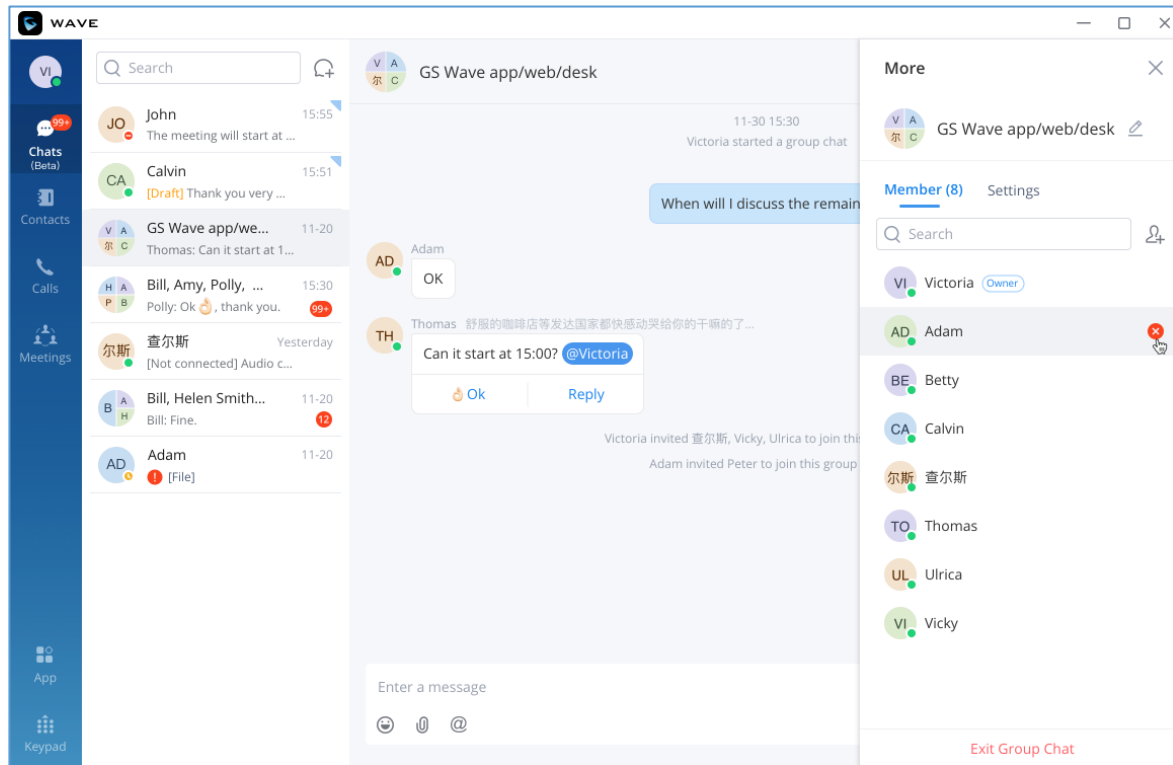 WAVE
VI
99+
Chats
(Beta)
Contacts
Calls
Meetings
App
Keypad
Search
JO
John
15:55
The meeting will start at ...
CA
Calvin
15:51
[Draft] Thank you very ...
V A
尔 C
GS Wave app/we...
11-20
Thomas: Can it start at 1...
H A
P B
Bill, Amy, Polly, ...
15:30
Polly: Ok👌🏻, thank you.
99+
尔斯
查尔斯
Yesterday
[Not connected] Audio c...
B A
H
Bill, Helen Smith...
11-20
Bill: Fine.
12
AD
Adam
11-20
! [File]
V A
尔 C
GS Wave app/web/desk
11-30 15:30
Victoria started a group chat
When will I discuss the remain
AD
Adam
OK
TH
Thomas 舒服的咖啡店等发达国家都快感动哭给你的干嘛的了...
Can it start at 15:00? @Victoria
👌🏻 Ok
Reply
Victoria invited 查尔斯, Vicky, Ulrica to join this
Adam invited Peter to join this group
Enter a message
@
More
V A
尔 C
GS Wave app/web/desk
Member (8)
Settings
Search
VI
Victoria
Owner
AD
Adam
BE
Betty
CA
Calvin
尔斯
查尔斯
TO
Thomas
UL
Ulrica
VI
Vicky
Exit Group Chat